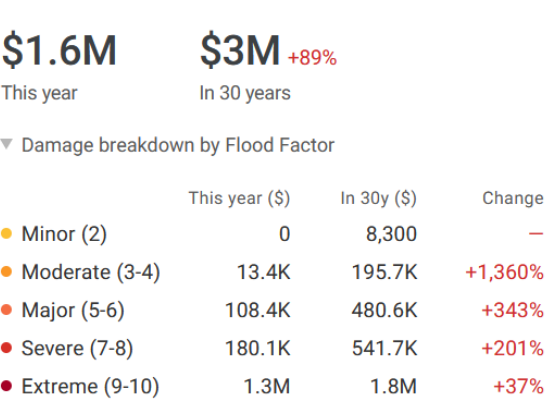 $1.6M $3M +89%
This year In 30 years
Damage breakdown by Flood Factor
This year ($) In 30y ($) Change
Minor (2) 0 8,300 —
Moderate (3-4) 13.4K 195.7K +1,360%
Major (5-6) 108.4K 480.6K +343%
Severe (7-8) 180.1K 541.7K +201%
Extreme (9-10) 1.3M 1.8M +37%